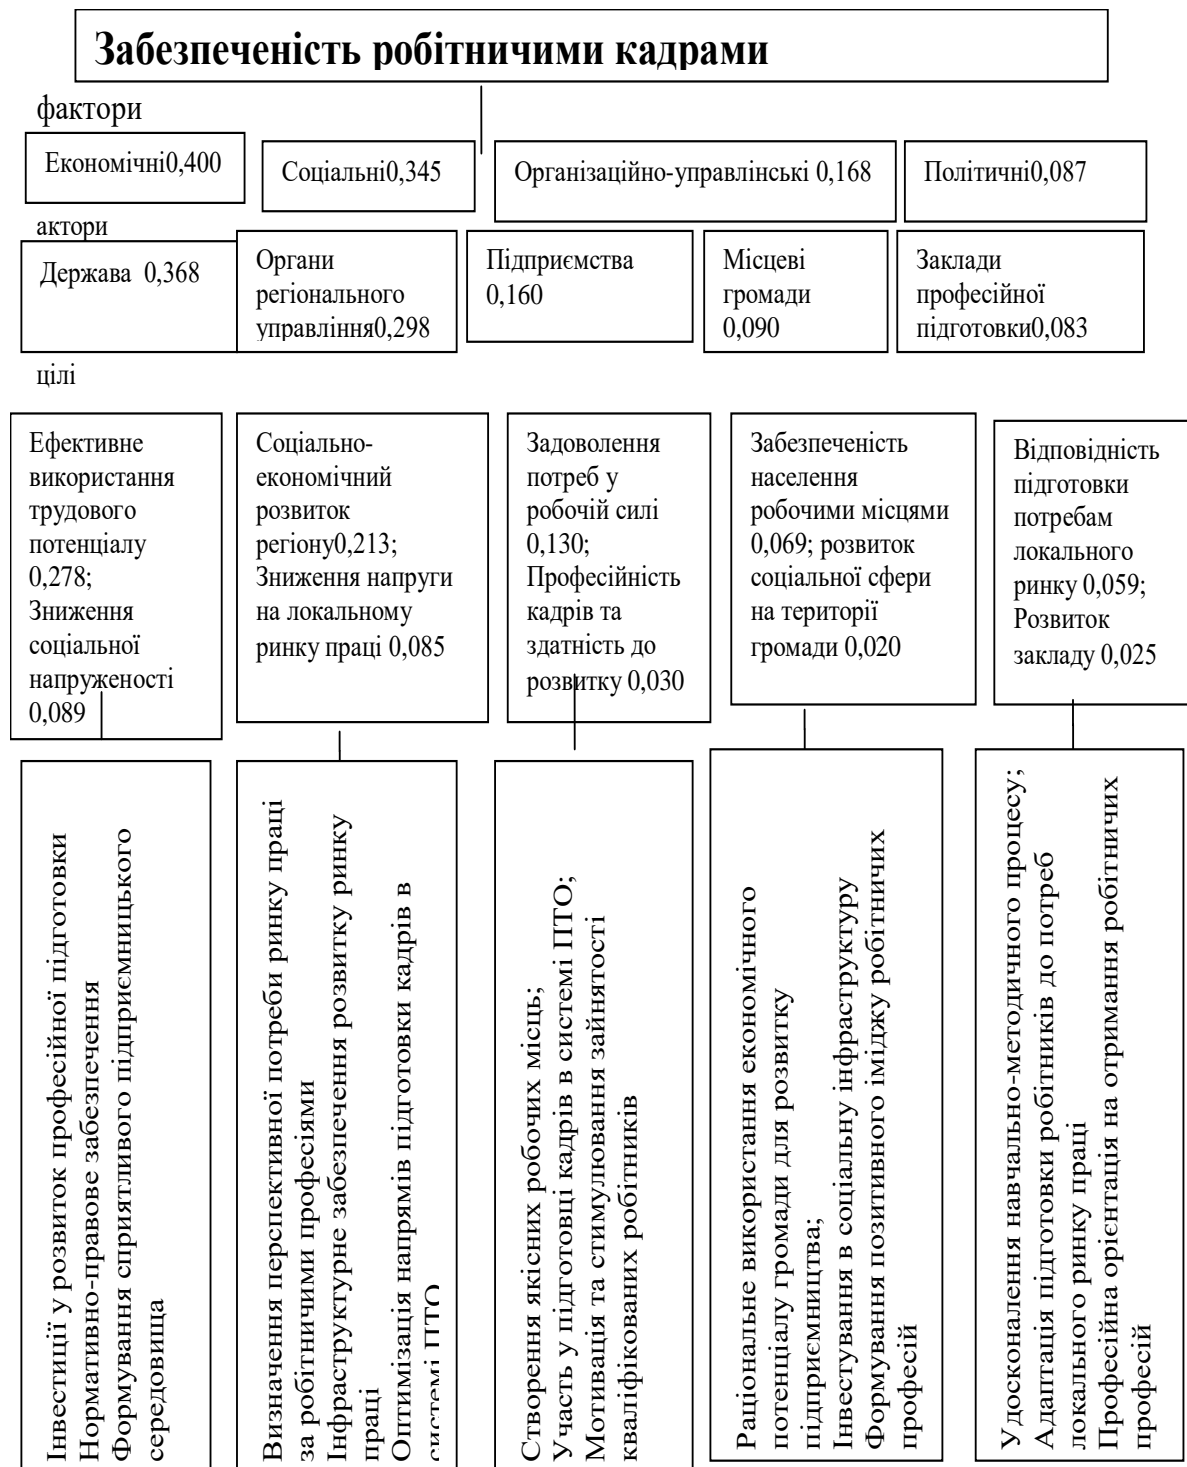 Забезпеченість робітничими кадрами
фактори
Економічні0,400
Соціальні0,345
Організаційно-управлінські 0,168
Політичні0,087
актори
Держава 0,368
Органи
регіонального
управління0,298
Підприємства
0,160
Місцеві
громади
0,090
Заклади
професійної
підготовки0,083
цілі
Ефективне
використання
трудового
потенціалу
0,278;
Зниження
соціальної
напруженості
0,089
Соціально-
економічний
розвиток
регіону0,213;
Зниження напруги
на локальному
ринку праці 0,085
Задоволення
потреб у
робочій силі
0,130;
Професійність
кадрів та
здатність до
розвитку 0,030
Забезпеченість
населення
робочими місцями
0,069; розвиток
соціальної сфери
на території
громади 0,020
Відповідність
підготовки
потребам
локального
ринку 0,059;
Розвиток
закладу 0,025
Інвестиції у розвиток професійної підготовки
Нормативно-правове забезпечення
Формування сприятливого підприємницького
середовища
Визначення перспективної потреби ринку праці
за робітничими професіями
Інфраструктурне забезпечення розвитку ринку
праці
Оптимізація напрямів підготовки кадрів в
системі ПТО
Створення якісних робочих місць;
Участь у підготовці кадрів в системі ПТО;
Мотивація та стимулювання зайнятості
кваліфікованих робітників
Раціональне використання економічного
потенціалу громади для розвитку
підприємництва;
Інвестування в соціальну інфраструктуру
Формування позитивного іміджу робітничих
професій
Удосконалення навчально-методичного процесу;
Адаптація підготовки робітників до потреб
локального ринку праці
Професійна орієнтація на отримання робітничих
професій